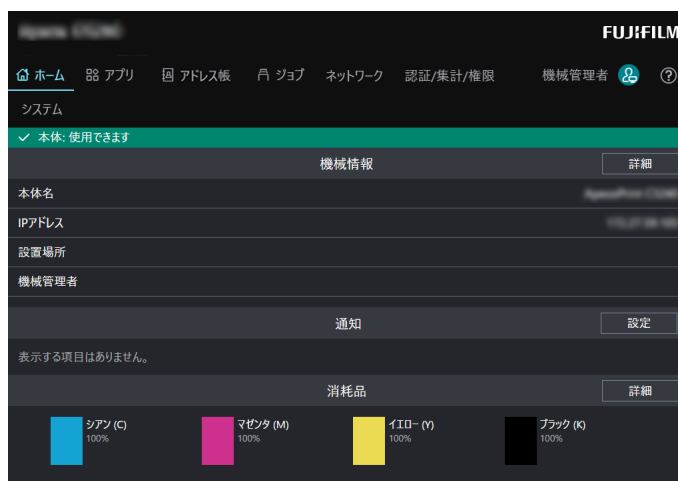 FUJIFILM
ホーム アプリ アドレス帳 ジョブ ネットワーク 認証/集計/権限 機械管理者
システム
本体: 使用できます
機械情報 詳細
本体名
IPアドレス
設置場所
機械管理者
通知 設定
表示する項目はありません。
消耗品 詳細
シアン (C) マゼンタ (M) イエロー (Y) ブラック (K)
100% 100% 100% 100%